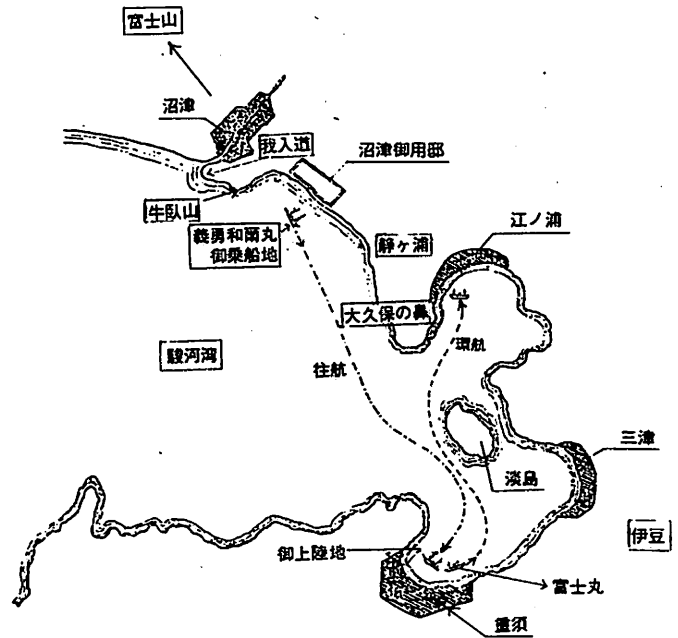 富士山
沼津
我入道
沼津御用邸
牛臥山
義勇和爾丸
御乗船地
静ヶ浦
江ノ浦
大久保の鼻
環航
駿河湾
往航
三津
淡島
伊豆
御上陸地
富士丸
重須